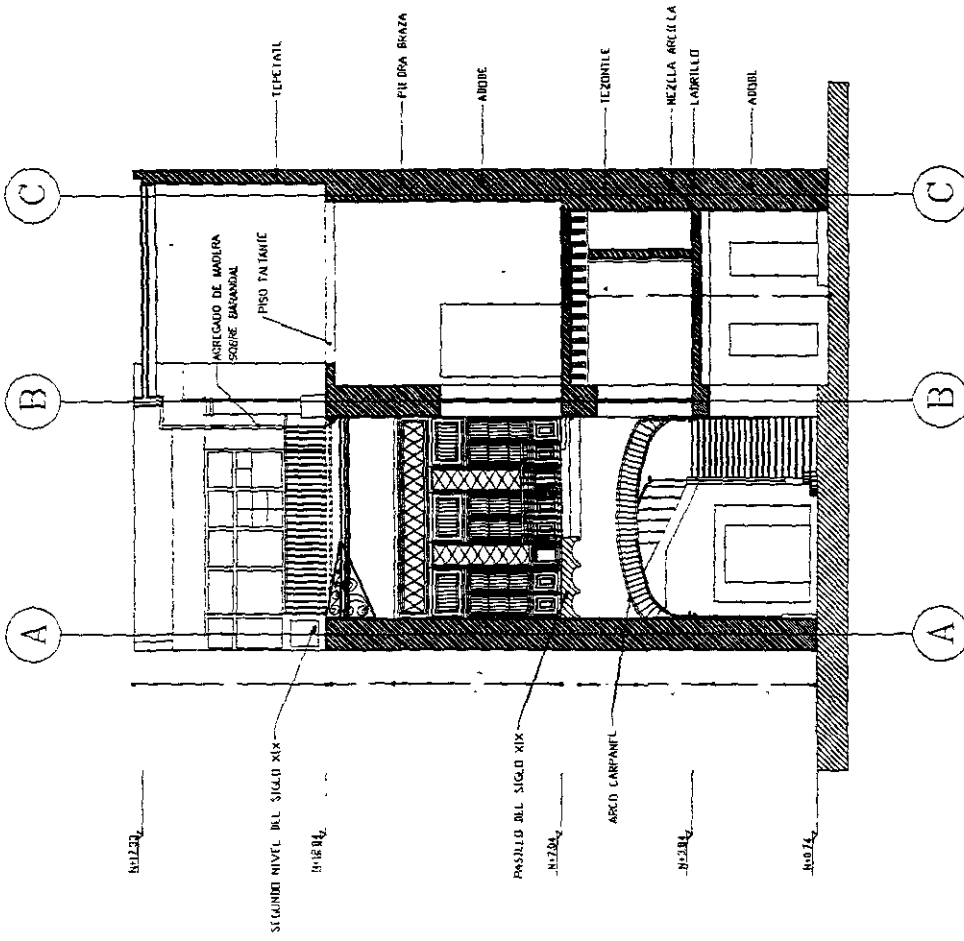 C
B
A
TEPETATE
PIEDRA BRAZA
ADOBE
TEZONTLE
MEZCLA ARCILLA
LADRILLO
ADOBE
AGREGADO DE MADERA
SOBRE BARANDAL
PISO FALTANTE
SEGUNDO NIVEL DEL SIGLO XIX
PASILLO DEL SIGLO XIX
ARCO CARPANEL
N+7.04
N+3.84
N+0.74
C
B
A